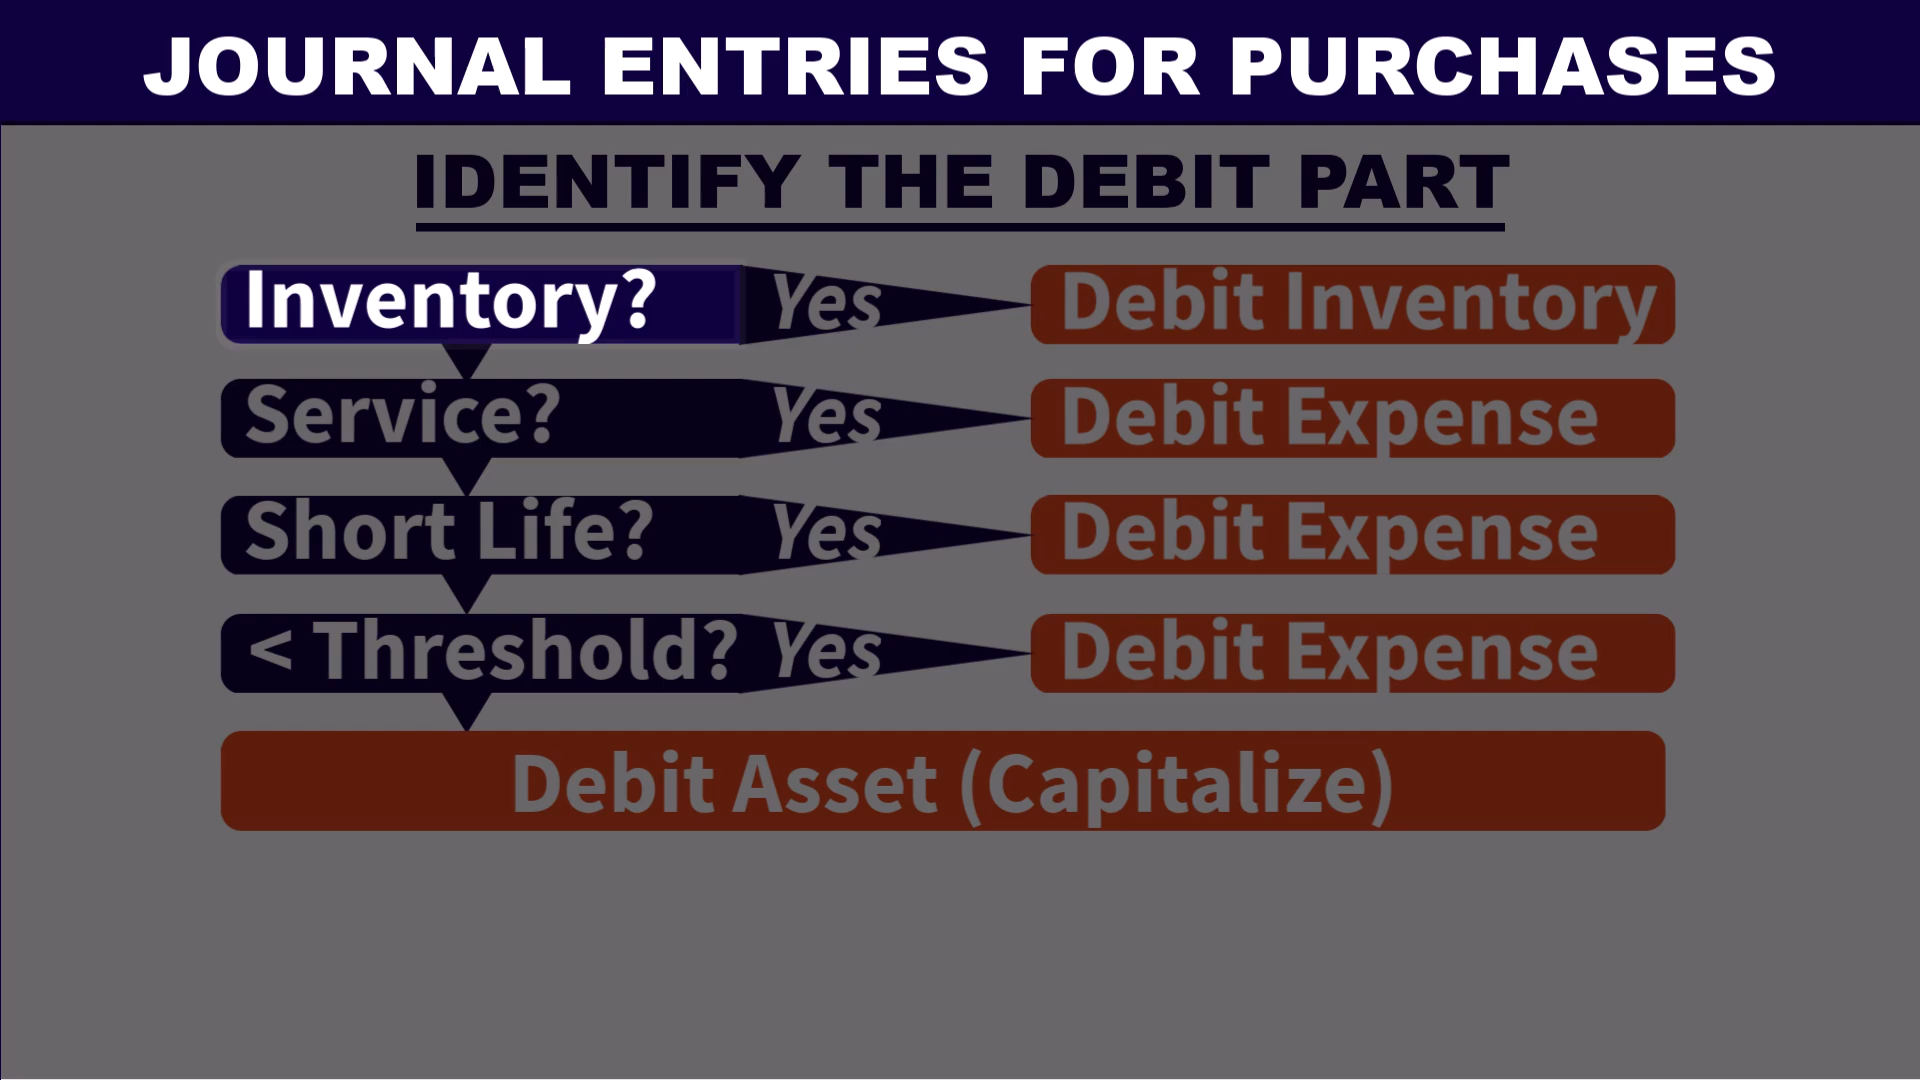 JOURNAL ENTRIES FOR PURCHASES
IDENTIFY THE DEBIT PART
Inventory? Yes Debit Inventory
Service? Yes Debit Expense
Short Life? Yes Debit Expense
< Threshold? Yes Debit Expense
Debit Asset (Capitalize)